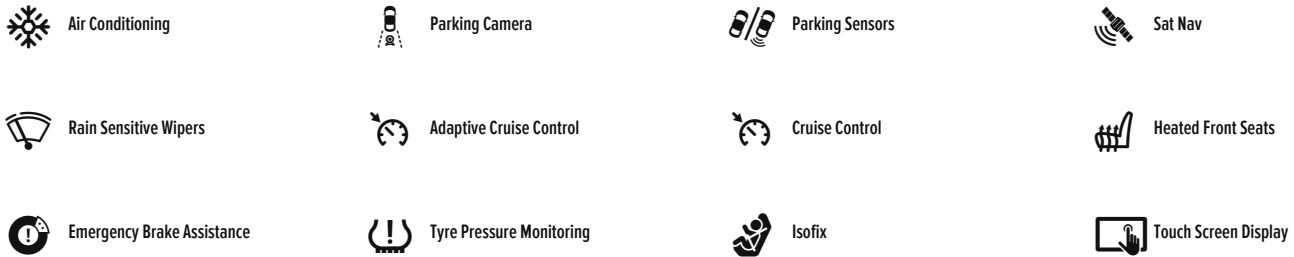 Air Conditioning
Parking Camera
Parking Sensors
Sat Nav
Rain Sensitive Wipers
Adaptive Cruise Control
Cruise Control
Heated Front Seats
Emergency Brake Assistance
Tyre Pressure Monitoring
Isofix
Touch Screen Display